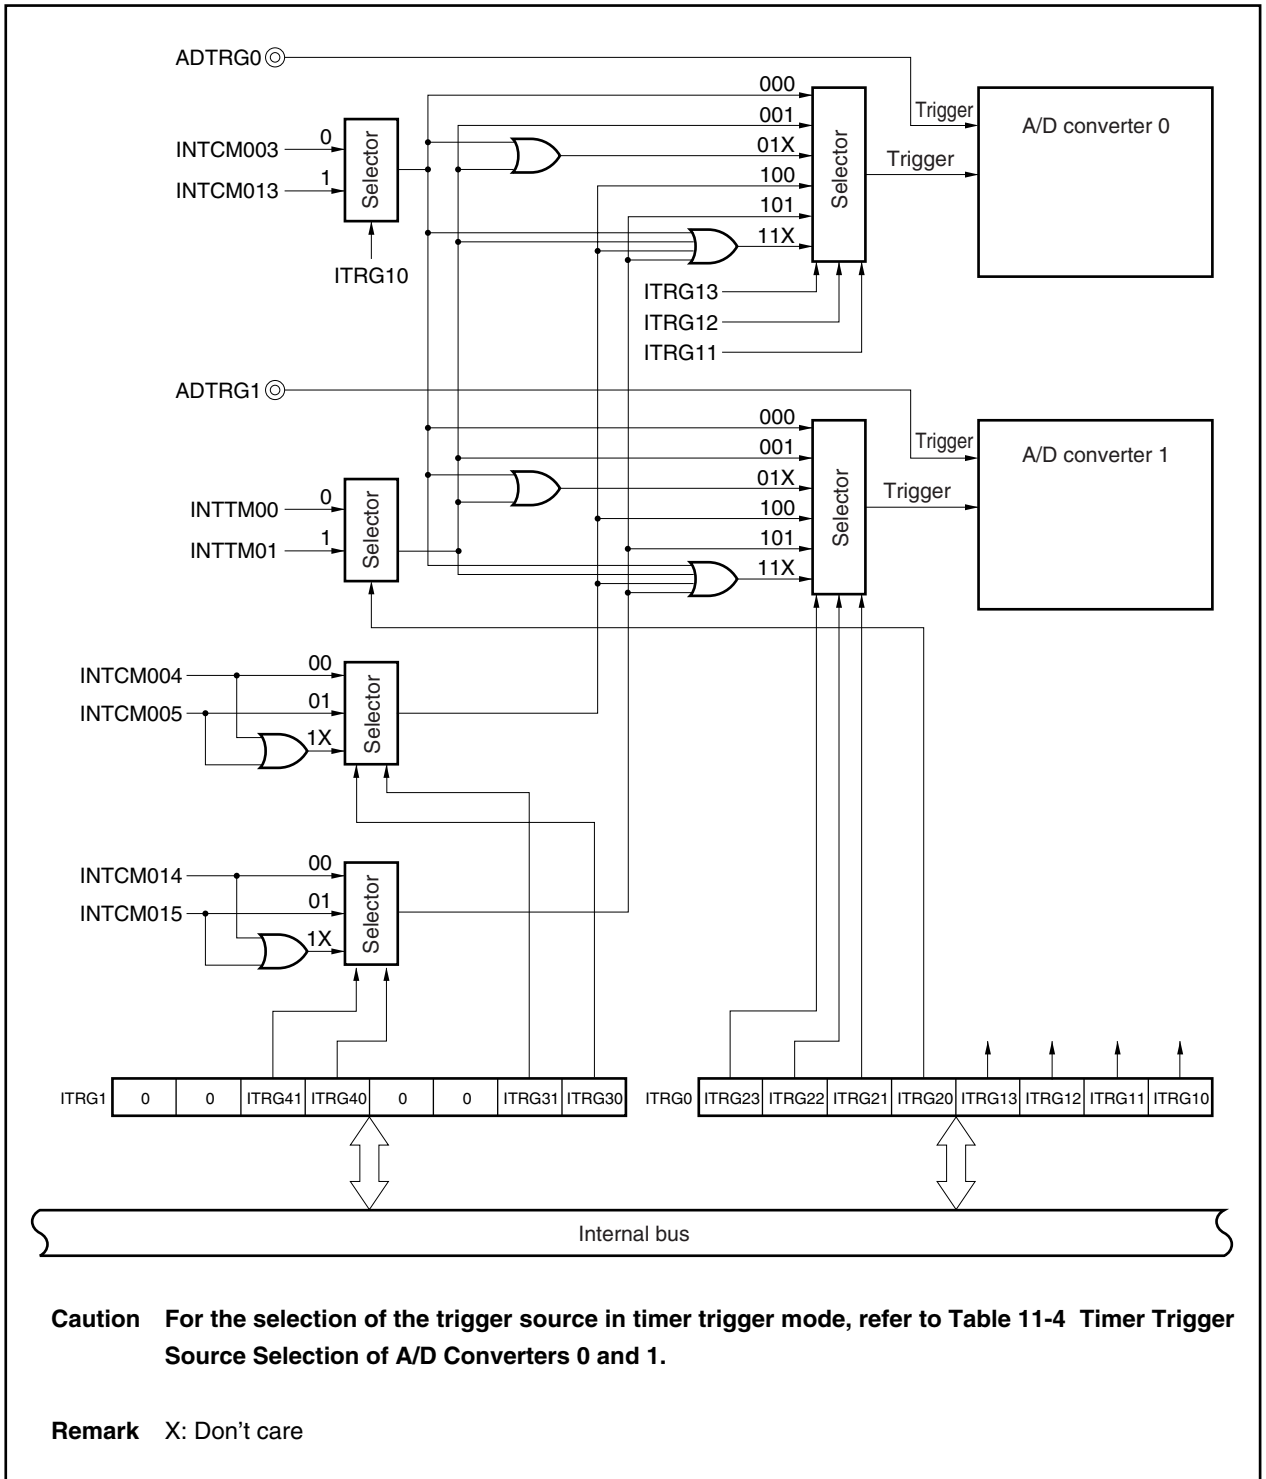 ADTRG0
Trigger
A/D converter 0
000
001
01X
100
101
11X
Selector
Trigger
INTCM003
0
INTCM013
1
Selector
ITRG10
ITRG13
ITRG12
ITRG11
ADTRG1
Trigger
A/D converter 1
000
001
01X
100
101
11X
Selector
Trigger
INTTM00
0
INTTM01
1
Selector
INTCM004
00
INTCM005
01
1X
Selector
INTCM014
00
INTCM015
01
1X
Selector
ITRG1 0 0 ITRG41 ITRG40 0 0 ITRG31 ITRG30
ITRG0 ITRG23 ITRG22 ITRG21 ITRG20 ITRG13 ITRG12 ITRG11 ITRG10
Internal bus
Caution For the selection of the trigger source in timer trigger mode, refer to Table 11-4 Timer Trigger
Source Selection of A/D Converters 0 and 1.
Remark X: Don't care